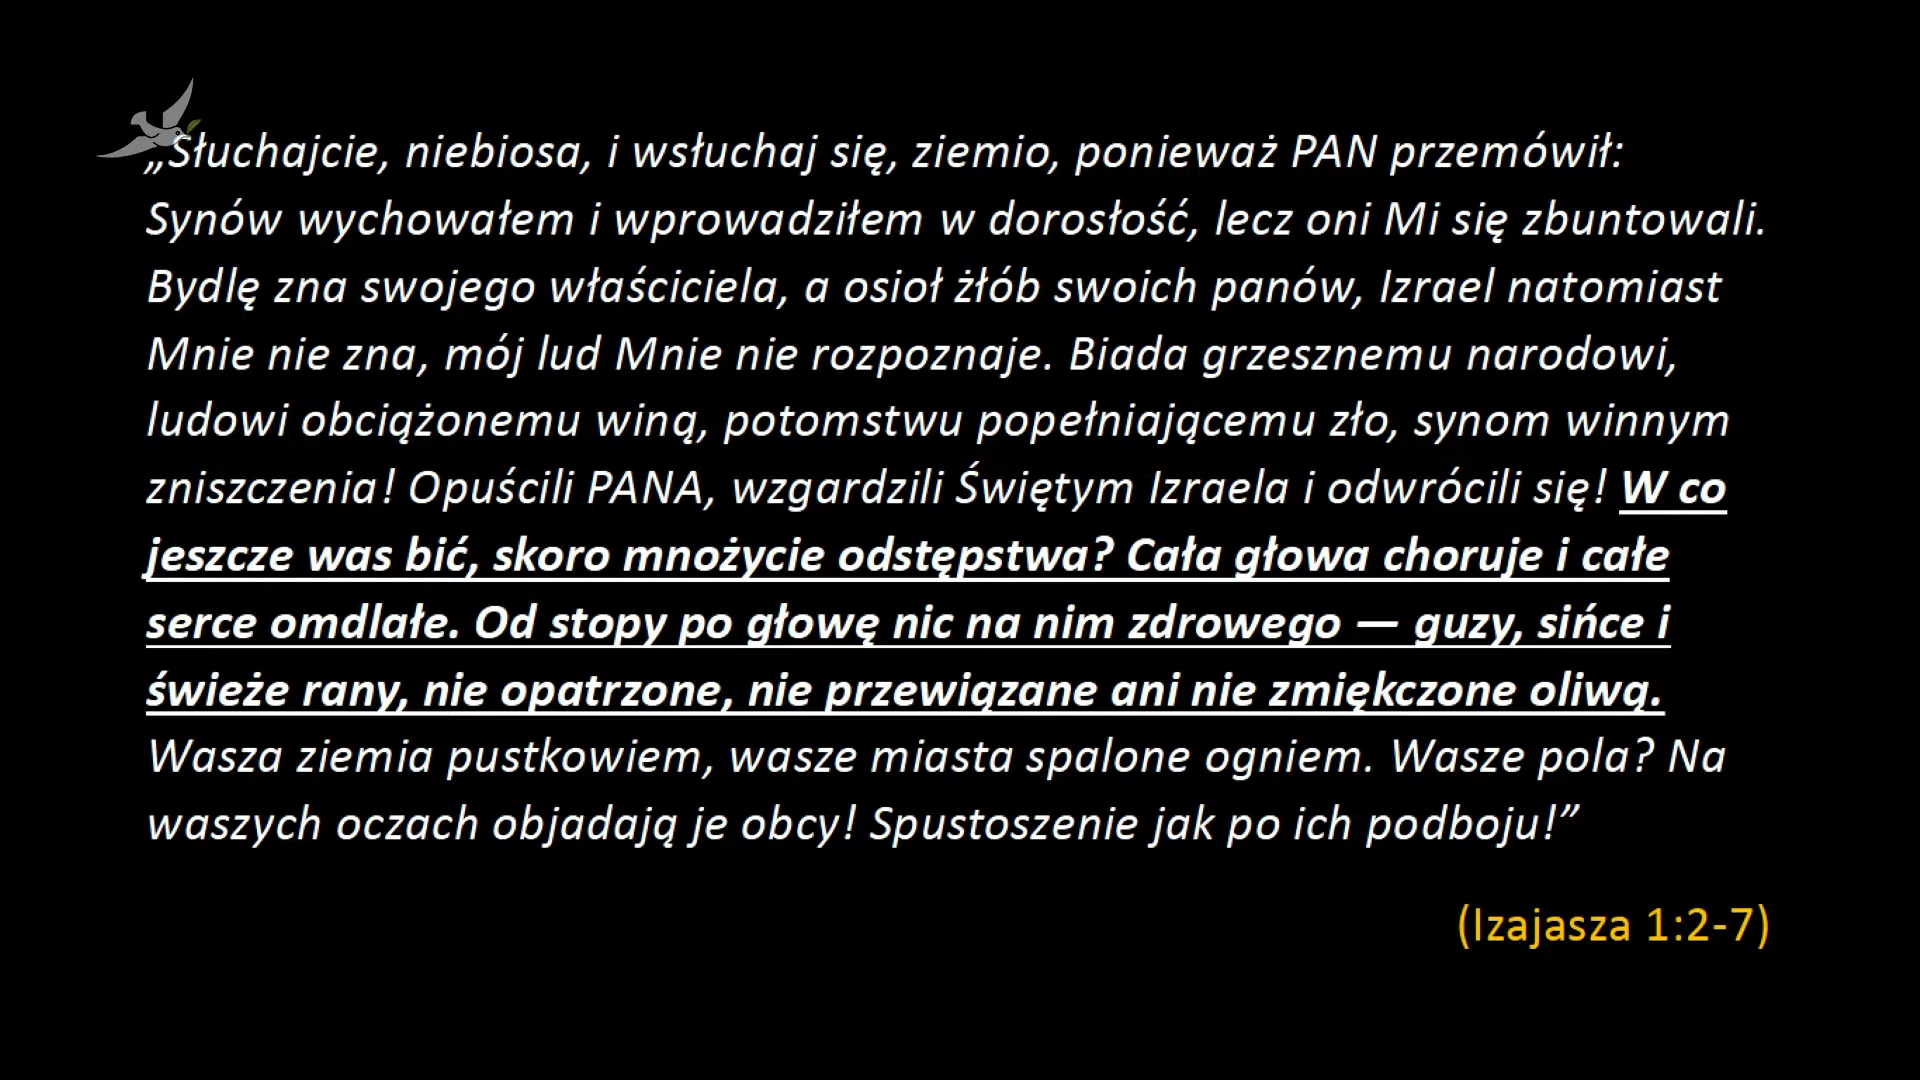 „Słuchajcie, niebiosa, i wsłuchaj się, ziemio, ponieważ PAN przemówił:
Synów wychowałem i wprowadziłem w dorosłość, lecz oni Mi się zbuntowali.
Bydlę zna swojego właściciela, a osioł żłób swoich panów, Izrael natomiast
Mnie nie zna, mój lud Mnie nie rozpoznaje. Biada grzesznemu narodowi,
ludowi obciążonemu winą, potomstwu popełniającemu zło, synom winnym
zniszczenia! Opuścili PANA, wzgardzili Świętym Izraela i odwrócili się! W co
jeszcze was bić, skoro mnożycie odstępstwa? Cała głowa choruje i całe
serce omdlałe. Od stopy po głowę nic na nim zdrowego — guzy, sińce i
świeże rany, nie opatrzone, nie przewiązane ani nie zmiękczone oliwą.
Wasza ziemia pustkowiem, wasze miasta spalone ogniem. Wasze pola? Na
waszych oczach objadają je obcy! Spustoszenie jak po ich podboju!”
(Izajasza 1:2-7)